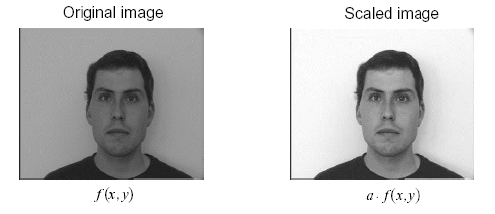 Original image
Scaled image
f(x,y)
a · f(x,y)